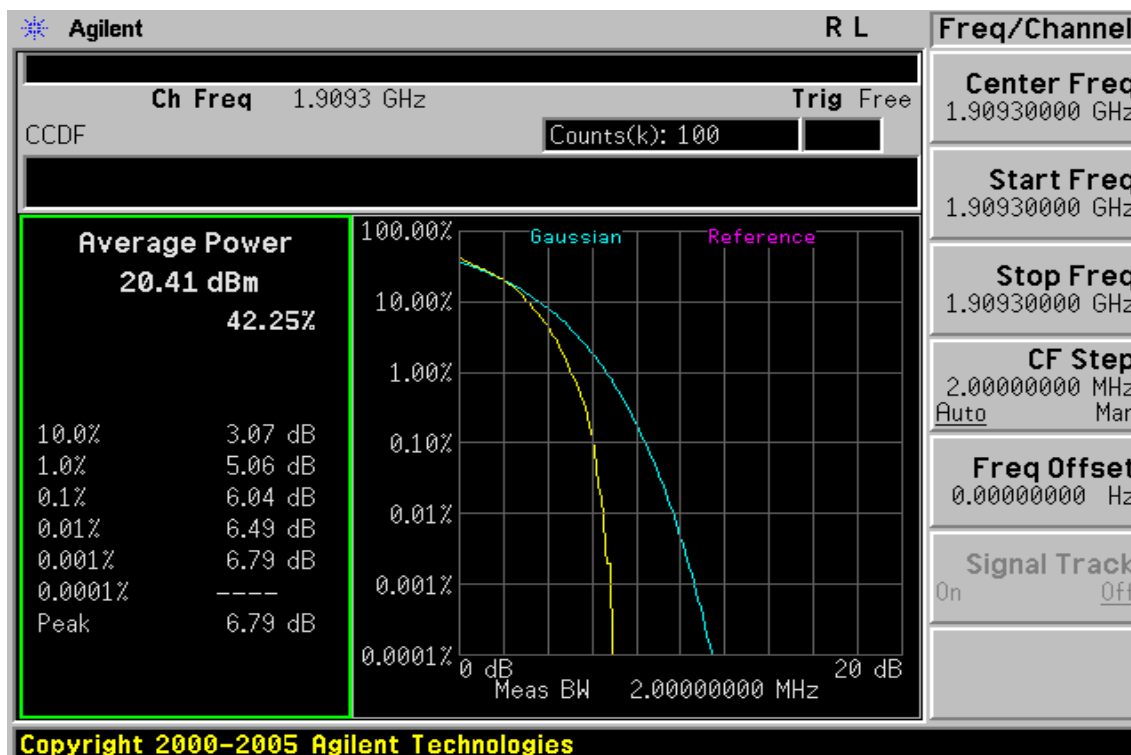 Agilent R L
Freq/Channel
Ch Freq 1.9093 GHz Trig Free
CCDF Counts(k): 100
Average Power
20.41 dBm
42.25%
10.0% 3.07 dB
1.0% 5.06 dB
0.1% 6.04 dB
0.01% 6.49 dB
0.001% 6.79 dB
0.0001% ----
Peak 6.79 dB
Gaussian Reference
100.00%
10.00%
1.00%
0.10%
0.01%
0.001%
0.0001%
0 dB 20 dB
Meas BW 2.00000000 MHz
Center Freq
1.90930000 GHz
Start Freq
1.90930000 GHz
Stop Freq
1.90930000 GHz
CF Step
2.00000000 MHz
Auto Man
Freq Offset
0.00000000 Hz
Signal Track
On Off
Copyright 2000-2005 Agilent Technologies